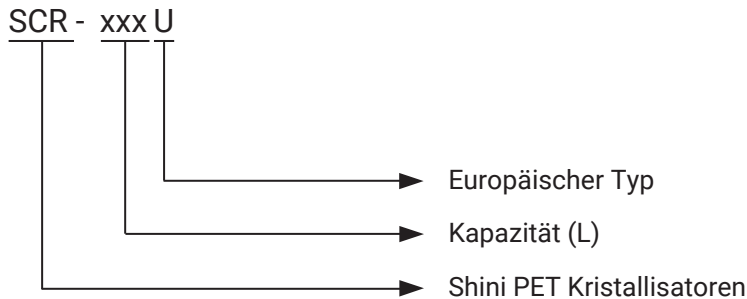 SCR - xxx U
Europäischer Typ
Kapazität (L)
Shini PET Kristallisatoren